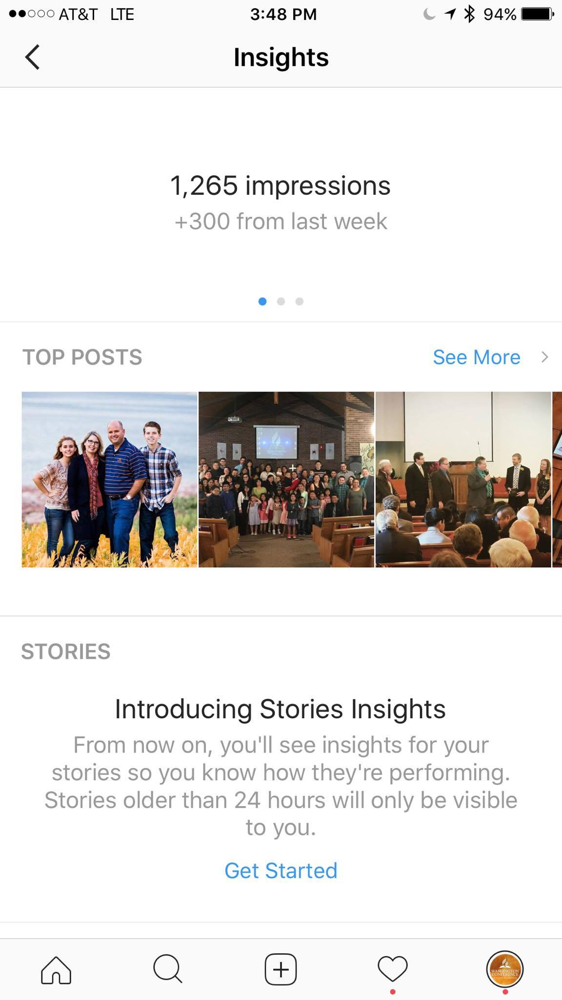 AT&T LTE 3:48 PM 94%
Insights
1,265 impressions
+300 from last week
TOP POSTS See More
STORIES
Introducing Stories Insights
From now on, you'll see insights for your
stories so you know how they're performing.
Stories older than 24 hours will only be visible
to you.
Get Started
WASHINGTON
CONFERENCE